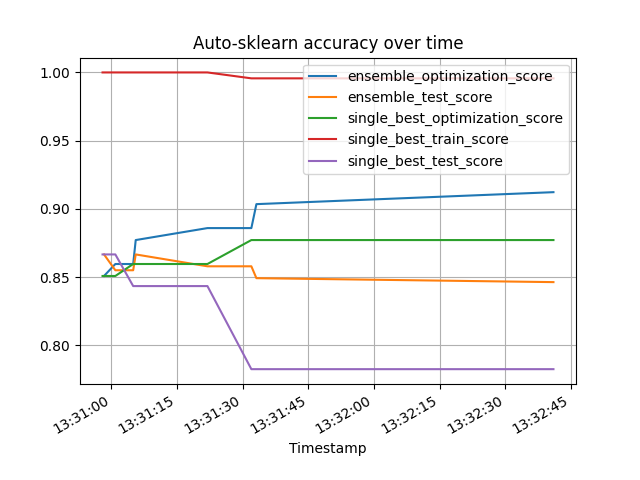 Auto-sklearn accuracy over time
1.00
0.95
0.90
0.85
0.80
ensemble_optimization_score
ensemble_test_score
single_best_optimization_score
single_best_train_score
single_best_test_score
13:31:00
13:31:15
13:31:30
13:31:45
13:32:00
13:32:15
13:32:30
13:32:45
Timestamp